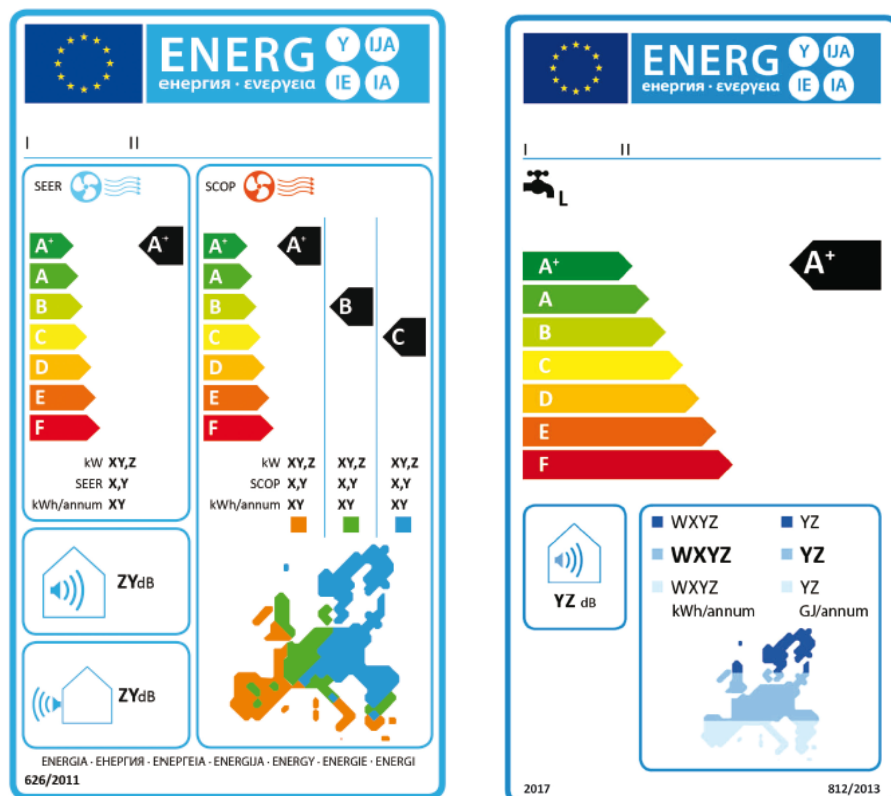 ENERG Y IJA
енергия · ενεργεια IE IA
I II
SEER
A+ A+
A
B
C
D
E
F
kW XY,Z
SEER X,Y
kWh/annum XY
SCOP
A+ A+
A
B B
C C
D
E
F
kW XY,Z XY,Z XY,Z
SCOP X,Y X,Y X,Y
kWh/annum XY XY XY
ZYdB
ZYdB
ENERGIA · ЕНЕРГИЯ · ΕΝΕΡΓΕΙΑ · ENERGIJA · ENERGY · ENERGIE · ENERGI
626/2011
ENERG Y IJA
енергия · ενεργεια IE IA
I II
L
A+ A+
A
B
C
D
E
F
YZ dB
WXYZ YZ
WXYZ YZ
WXYZ YZ
kWh/annum GJ/annum
2017 812/2013